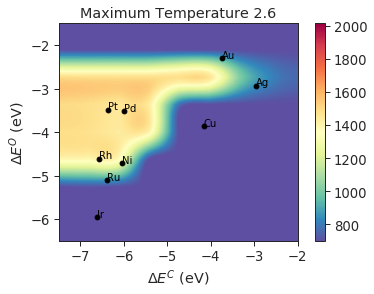 Maximum Temperature 2.6
ΔE^O (eV)
−2
−3
−4
−5
−6
Au
Ag
Pt
Pd
Cu
Rh
Ni
Ru
Ir
−7
−6
−5
−4
−3
−2
ΔE^C (eV)
2000
1800
1600
1400
1200
1000
800